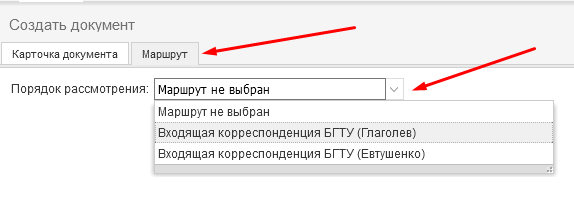 Создать документ
Карточка документа Маршрут
Порядок рассмотрения: Маршрут не выбран
Маршрут не выбран
Входящая корреспонденция БГТУ (Глаголев)
Входящая корреспонденция БГТУ (Евтушенко)